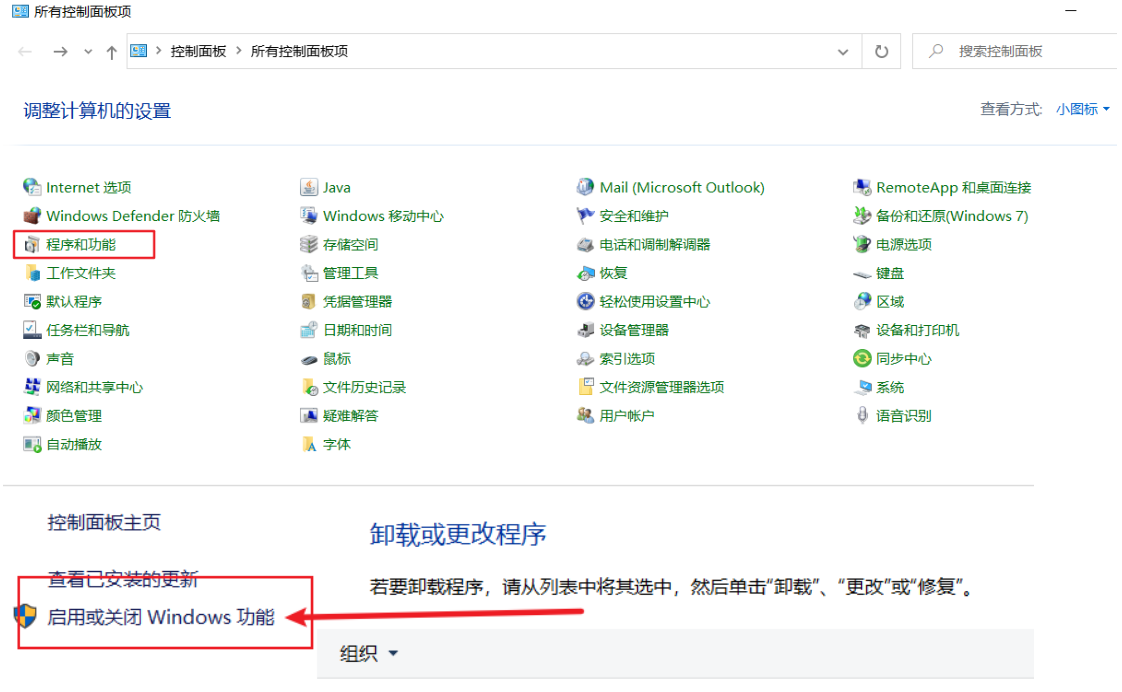 所有控制面板项
控制面板 所有控制面板项 搜索控制面板
调整计算机的设置
查看方式: 小图标
Internet 选项 Java Mail (Microsoft Outlook) RemoteApp 和桌面连接
Windows Defender 防火墙 Windows 移动中心 安全和维护 备份和还原(Windows 7)
程序和功能 存储空间 电话和调制解调器 电源选项
工作文件夹 管理工具 恢复 键盘
默认程序 凭据管理器 轻松使用设置中心 区域
任务栏和导航 日期和时间 设备管理器 设备和打印机
声音 鼠标 索引选项 同步中心
网络和共享中心 文件历史记录 文件资源管理器选项 系统
颜色管理 疑难解答 用户帐户 语音识别
自动播放 字体
控制面板主页
查看已安装的更新
启用或关闭 Windows 功能
卸载或更改程序
若要卸载程序，请从列表中将其选中，然后单击“卸载”、“更改”或“修复”。
组织